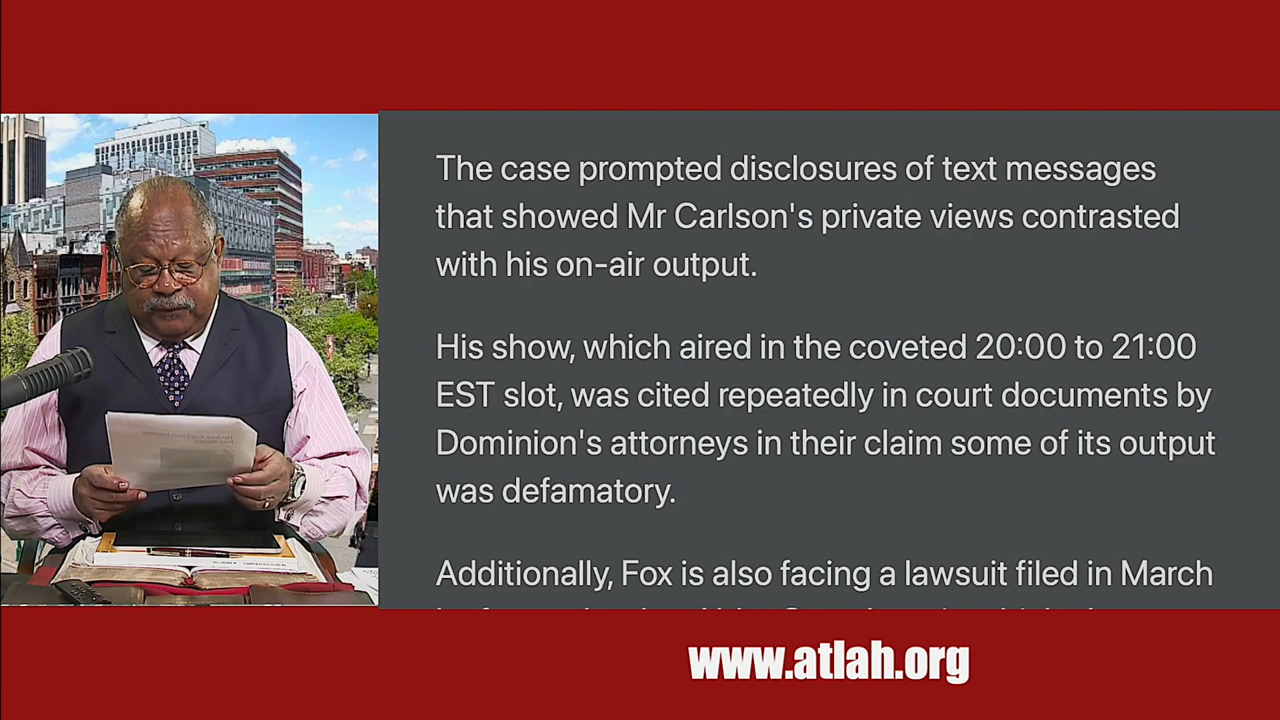 The case prompted disclosures of text messages
that showed Mr Carlson's private views contrasted
with his on-air output.
His show, which aired in the coveted 20:00 to 21:00
EST slot, was cited repeatedly in court documents by
Dominion's attorneys in their claim some of its output
was defamatory.
Additionally, Fox is also facing a lawsuit filed in March
www.atlah.org